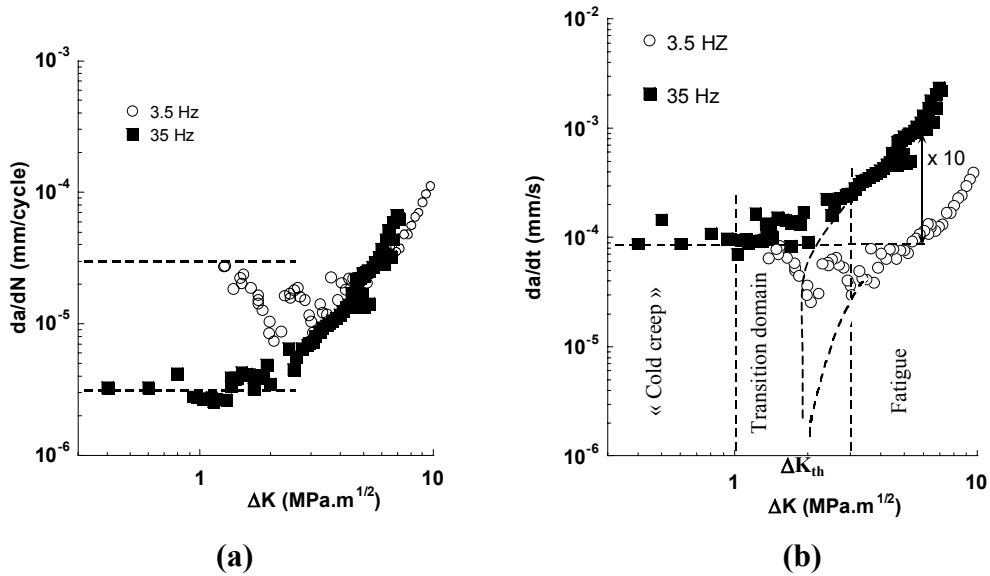 10⁻³
10⁻⁴
10⁻⁵
10⁻⁶
da/dN (mm/cycle)
3.5 Hz
35 Hz
1
10
ΔK (MPa.m^1/2)
(a)
10⁻²
10⁻³
10⁻⁴
10⁻⁵
10⁻⁶
da/dt (mm/s)
3.5 HZ
35 Hz
x 10
« Cold creep »
Transition domain
Fatigue
1
ΔK_th
10
ΔK (MPa.m^1/2)
(b)